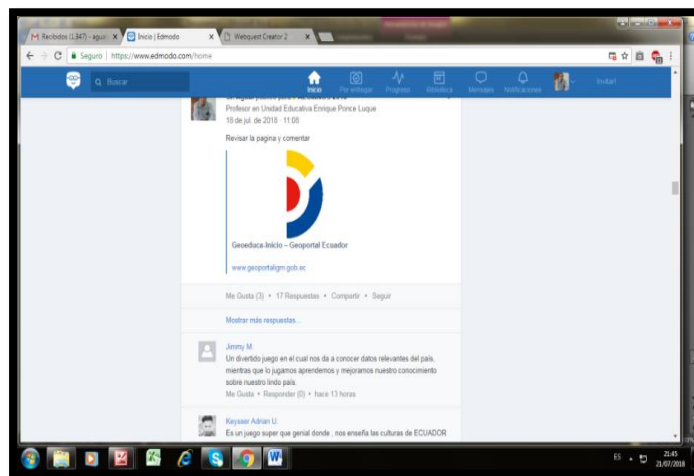 Recibidos (1.347) - agua
Inicio | Edmodo
Webquest Creator 2
Seguro | https://www.edmodo.com/home
Buscar
Inicio
Por entregar
Progreso
Biblioteca
Mensajes
Notificaciones
Invitar!
Profesor en Unidad Educativa Enrique Ponce Luque
18 de jul. de 2018 · 11:08
Revisar la pagina y comentar
Geoeduca-Inicio – Geoportal Ecuador
www.geoportaligm.gob.ec
Me Gusta (3) • 17 Respuestas • Compartir • Seguir
Mostrar más respuestas...
Jimmy M.
Un divertido juego en el cual nos da a conocer datos relevantes del país,
mientras que lo jugamos aprendemos y mejoramos nuestro conocimiento
sobre nuestro lindo país.
Me Gusta • Responder (0) • hace 13 horas
Keysser Adrian U.
Es un juego super que genial donde , nos enseña las culturas de ECUADOR
ES
21:45
21/07/2018